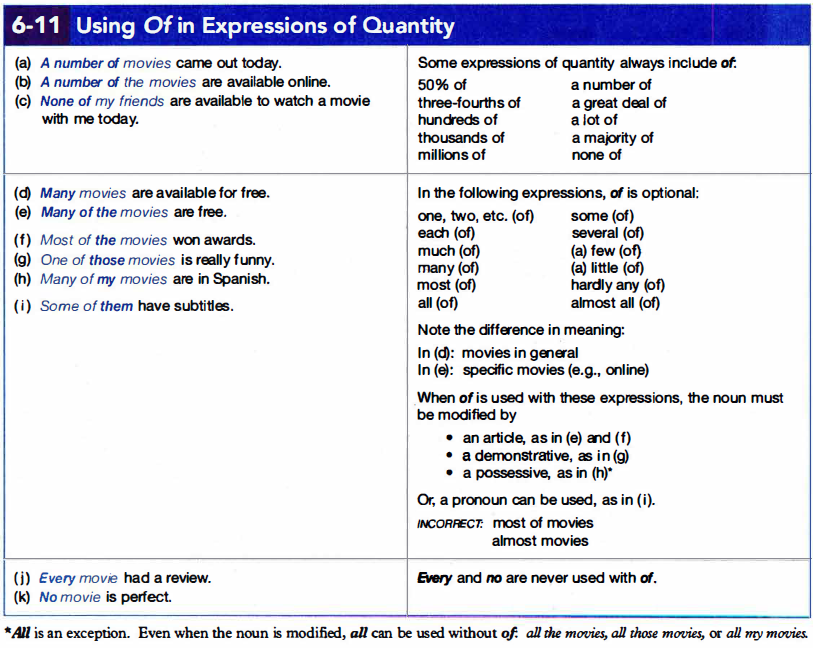 6-11 Using Of in Expressions of Quantity
(a) A number of movies came out today.
(b) A number of the movies are available online.
(c) None of my friends are available to watch a movie
with me today.
Some expressions of quantity always include of:
50% of a number of
three-fourths of a great deal of
hundreds of a lot of
thousands of a majority of
millions of none of
(d) Many movies are available for free.
(e) Many of the movies are free.
(f) Most of the movies won awards.
(g) One of those movies is really funny.
(h) Many of my movies are in Spanish.
(i) Some of them have subtitles.
In the following expressions, of is optional:
one, two, etc. (of) some (of)
each (of) several (of)
much (of) (a) few (of)
many (of) (a) little (of)
most (of) hardly any (of)
all (of) almost all (of)
Note the difference in meaning:
In (d): movies in general
In (e): specific movies (e.g., online)
When of is used with these expressions, the noun must
be modified by
• an article, as in (e) and (f)
• a demonstrative, as in (g)
• a possessive, as in (h)*
Or, a pronoun can be used, as in (i).
INCORRECT: most of movies
almost movies
(j) Every movie had a review.
(k) No movie is perfect.
Every and no are never used with of.
*All is an exception. Even when the noun is modified, all can be used without of: all the movies, all those movies, or all my movies.